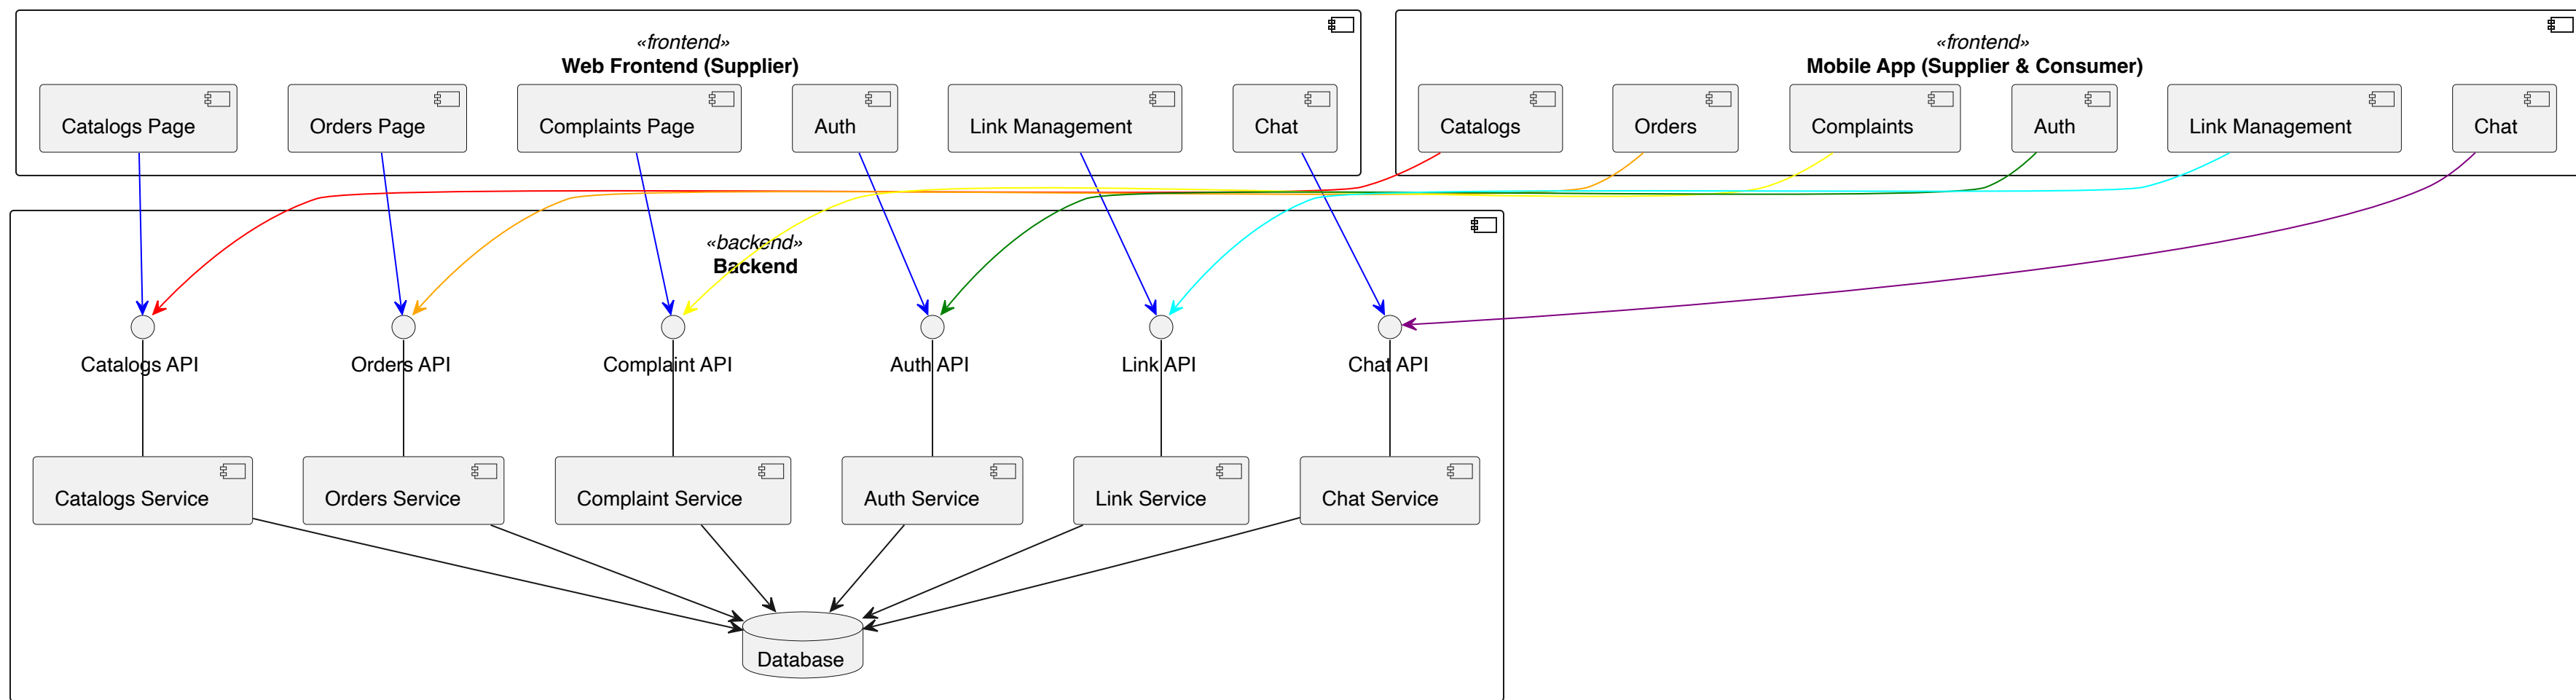 «frontend»
Web Frontend (Supplier)
Catalogs Page
Orders Page
Complaints Page
Auth
Link Management
Chat
«frontend»
Mobile App (Supplier & Consumer)
Catalogs
Orders
Complaints
Auth
Link Management
Chat
«backend»
Backend
Catalogs API
Orders API
Complaint API
Auth API
Link API
Chat API
Catalogs Service
Orders Service
Complaint Service
Auth Service
Link Service
Chat Service
Database